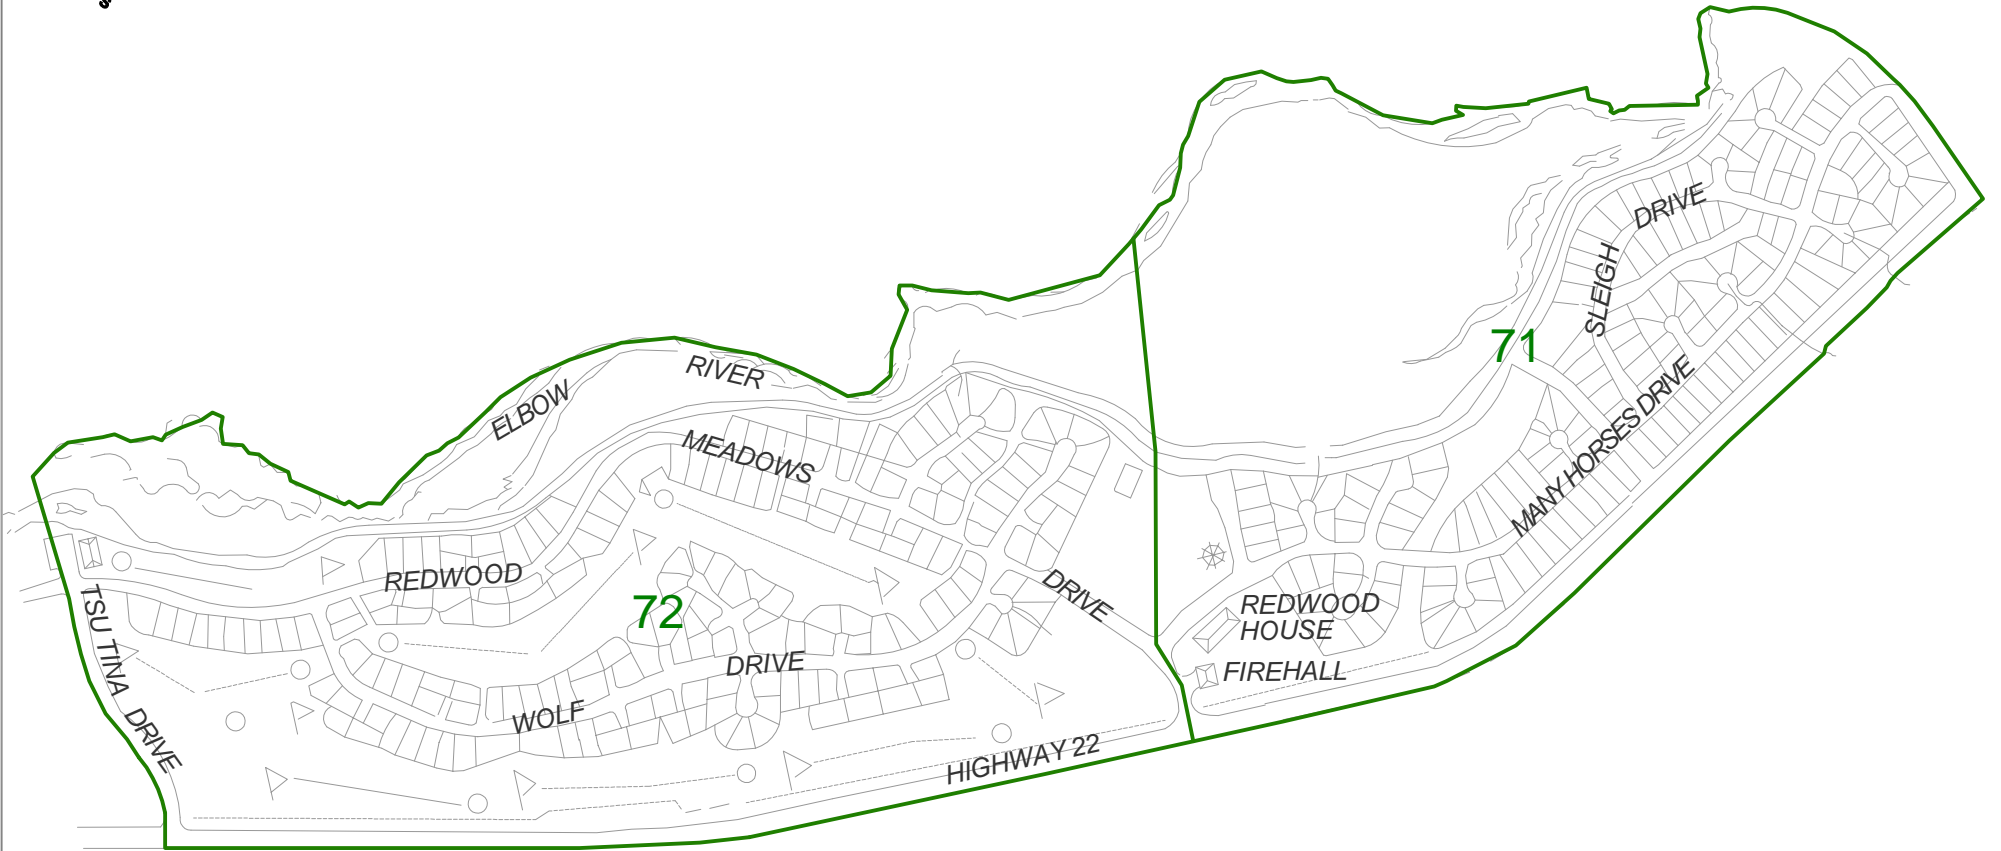 SLEIGH DRIVE
71
ELBOW RIVER
MEADOWS DRIVE
MANY HORSES DRIVE
REDWOOD
72
TSU TINA DRIVE
WOLF DRIVE
REDWOOD
HOUSE
FIREHALL
HIGHWAY 22